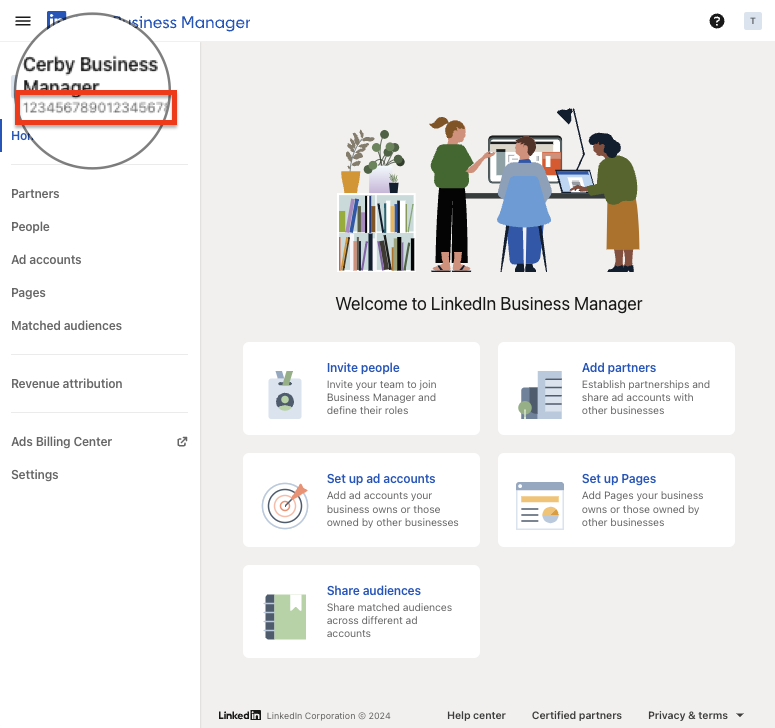 Business Manager
T
Cerby Business
Manager
123456789012345678
Partners
People
Ad accounts
Pages
Matched audiences
Revenue attribution
Ads Billing Center
Settings
Welcome to LinkedIn Business Manager
Invite people
Invite your team to join
Business Manager and
define their roles
Add partners
Establish partnerships and
share ad accounts with
other businesses
Set up ad accounts
Add ad accounts your
business owns or those
owned by other businesses
Set up Pages
Add Pages your business
owns or those owned by
other businesses
Share audiences
Share matched audiences
across different ad
accounts
LinkedIn LinkedIn Corporation © 2024
Help center
Certified partners
Privacy & terms